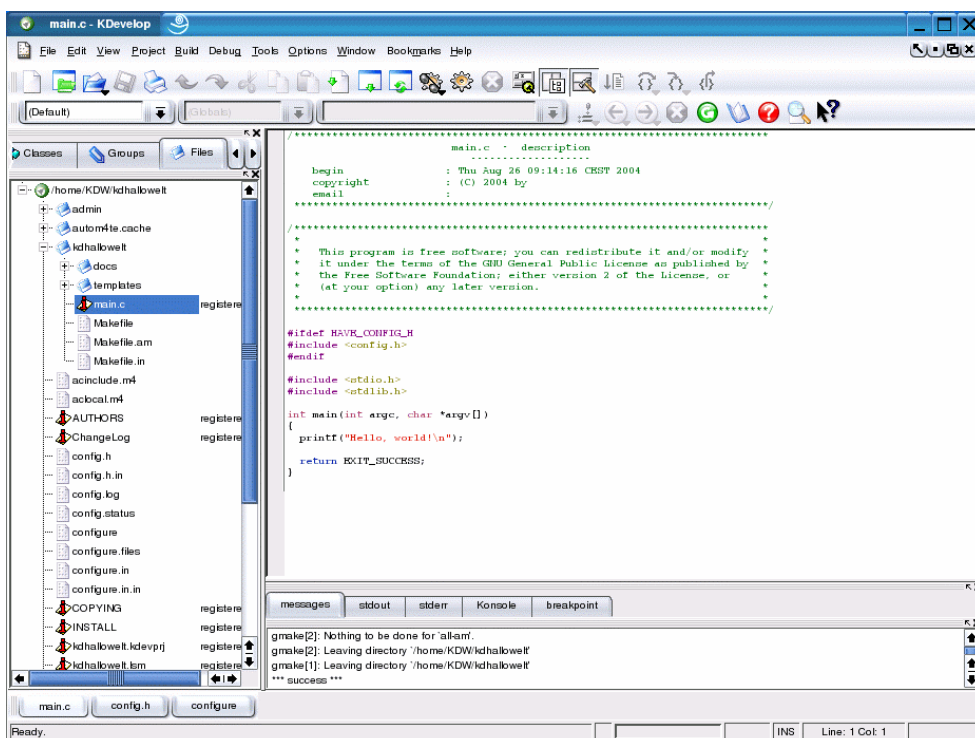 main.c - KDevelop
File Edit View Project Build Debug Tools Options Window Bookmarks Help
(Default)
(Globals)
Classes Groups Files
/home/KDW/kdhallowelt
admin
autom4te.cache
kdhallowelt
docs
templates
main.c registere
Makefile
Makefile.am
Makefile.in
acinclude.m4
aclocal.m4
AUTHORS registere
ChangeLog registere
config.h
config.h.in
config.log
config.status
configure
configure.files
configure.in
configure.in.in
COPYING registere
INSTALL registere
kdhallowelt.kdevprj registere
kdhallowelt.lsm registere
/***************************************************************************
main.c - description
-------------------
begin : Thu Aug 26 09:14:16 CEST 2004
copyright : (C) 2004 by
email :
***************************************************************************/
/***************************************************************************
* *
* This program is free software; you can redistribute it and/or modify *
* it under the terms of the GNU General Public License as published by *
* the Free Software Foundation; either version 2 of the License, or *
* (at your option) any later version. *
* *
***************************************************************************/
#ifdef HAVE_CONFIG_H
#include <config.h>
#endif
#include <stdio.h>
#include <stdlib.h>
int main(int argc, char *argv[])
{
printf("Hello, world!\n");
return EXIT_SUCCESS;
}
messages stdout stderr Konsole breakpoint
gmake[2]: Nothing to be done for `all-am'.
gmake[2]: Leaving directory `/home/KDW/kdhallowelt'
gmake[1]: Leaving directory `/home/KDW/kdhallowelt'
*** success ***
main.c config.h configure
Ready. INS Line: 1 Col: 1